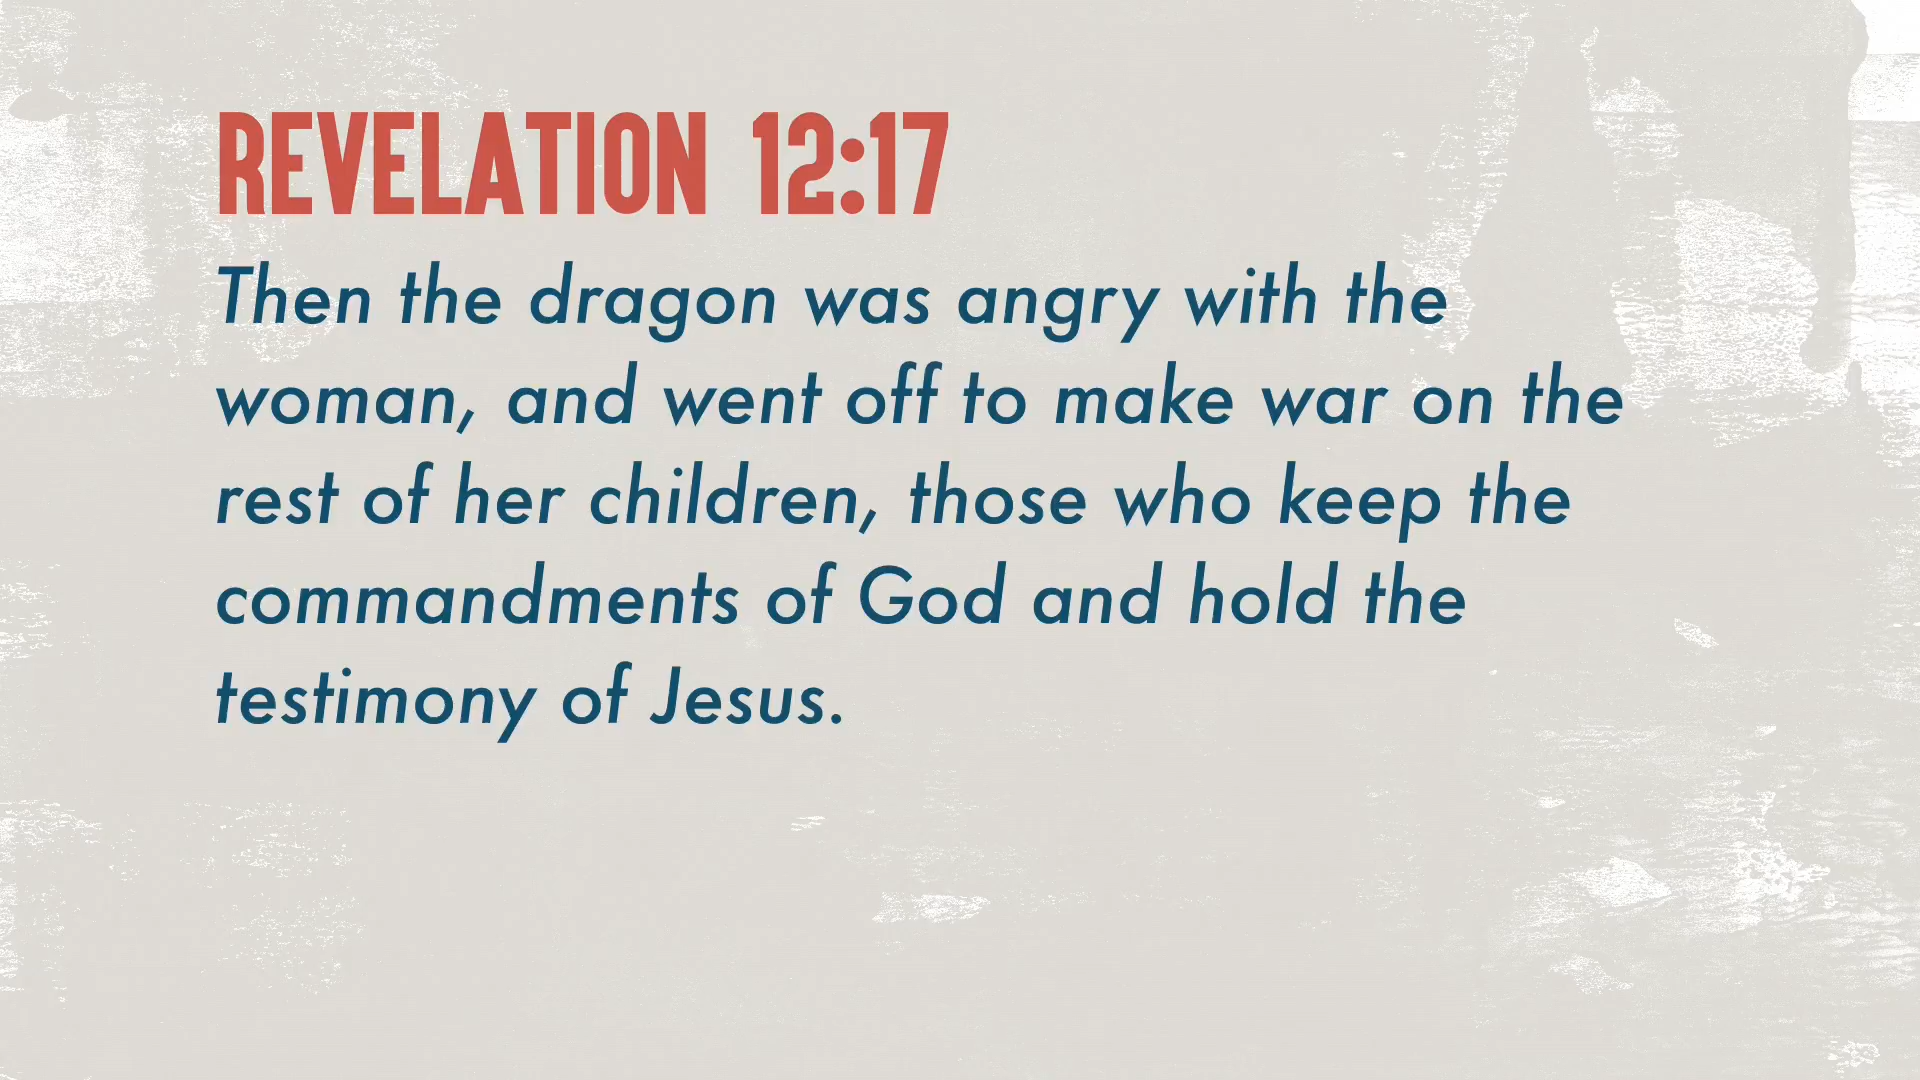 REVELATION 12:17
Then the dragon was angry with the
woman, and went off to make war on the
rest of her children, those who keep the
commandments of God and hold the
testimony of Jesus.